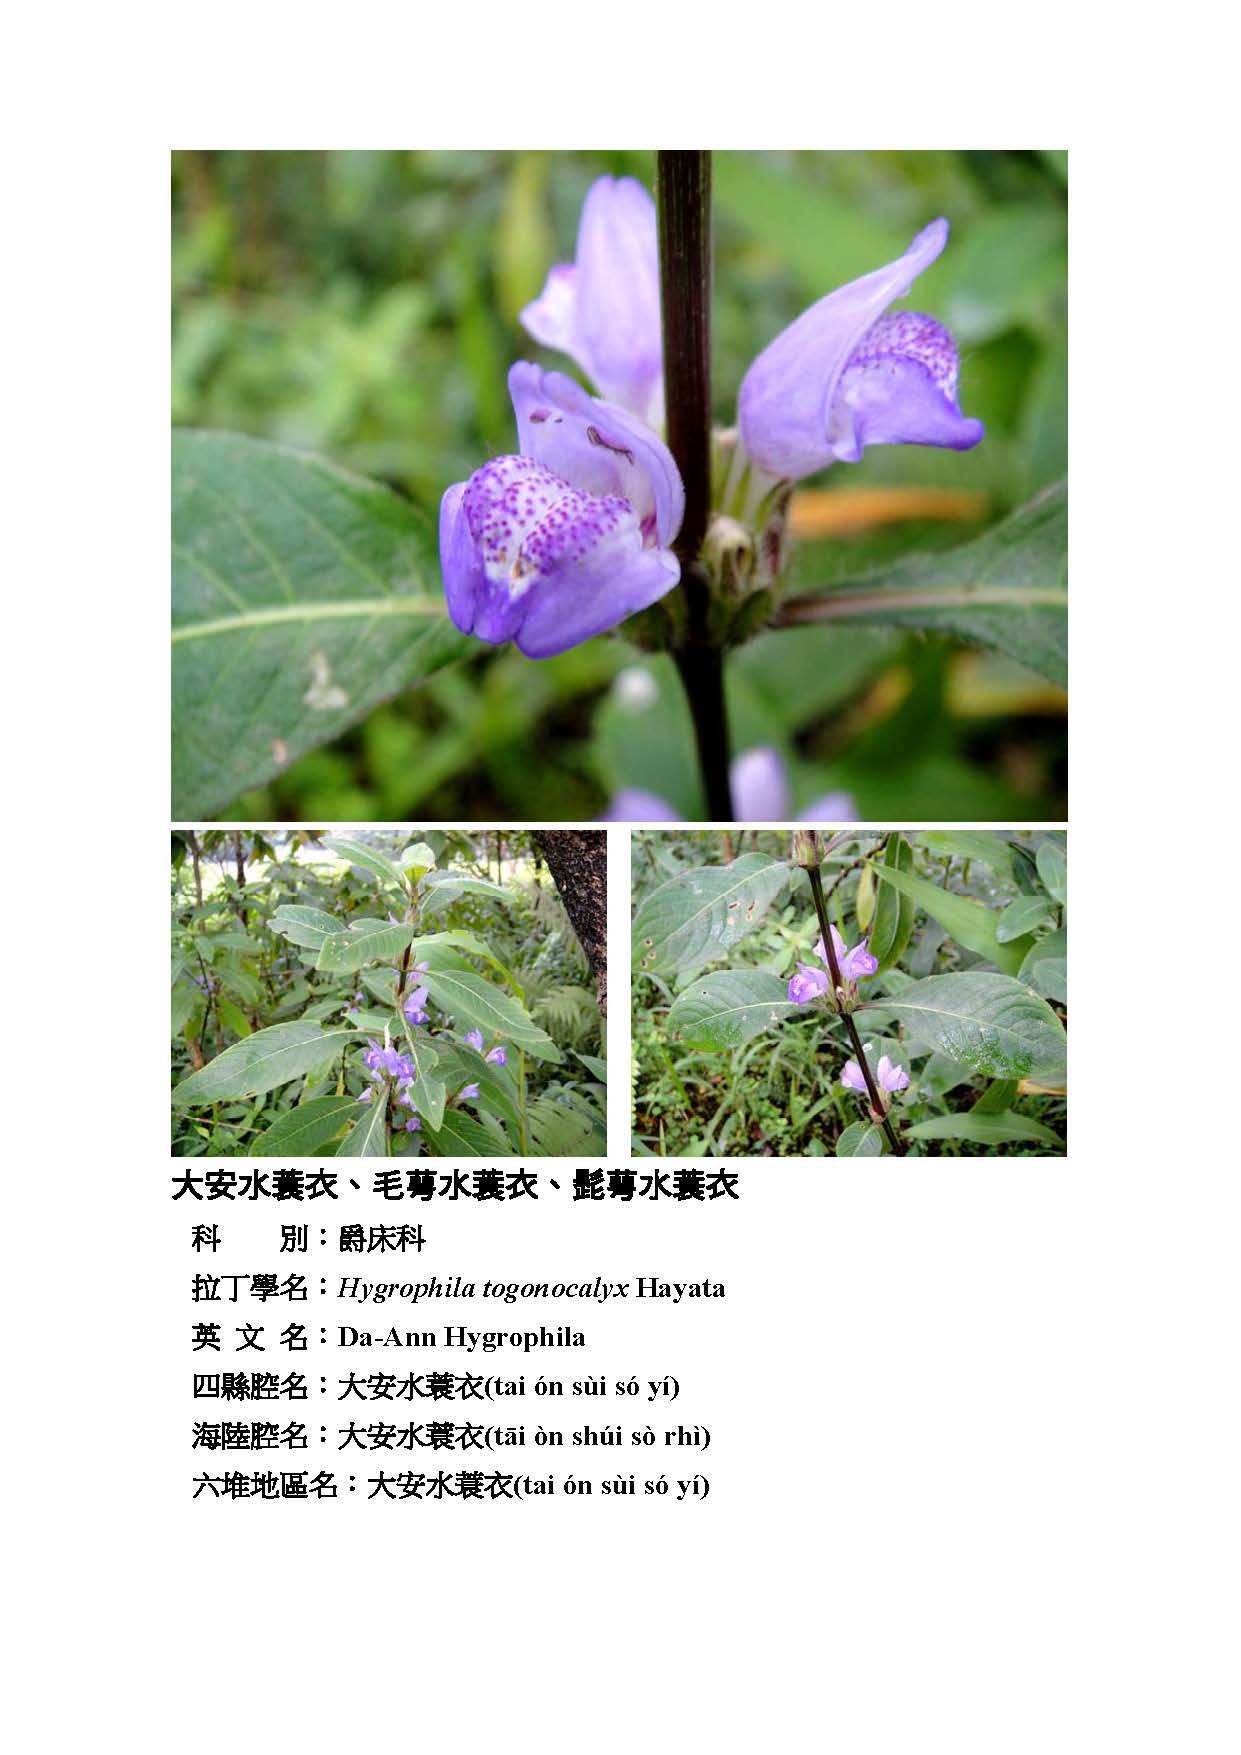 大安水蓑衣、毛萼水蓑衣、髭萼水蓑衣
科　　別：爵床科
拉丁學名：Hygrophila togonocalyx Hayata
英 文 名：Da-Ann Hygrophila
四縣腔名：大安水蓑衣(tai ón sùi só yí)
海陸腔名：大安水蓑衣(tāi òn shúi sò rhì)
六堆地區名：大安水蓑衣(tai ón sùi só yí)